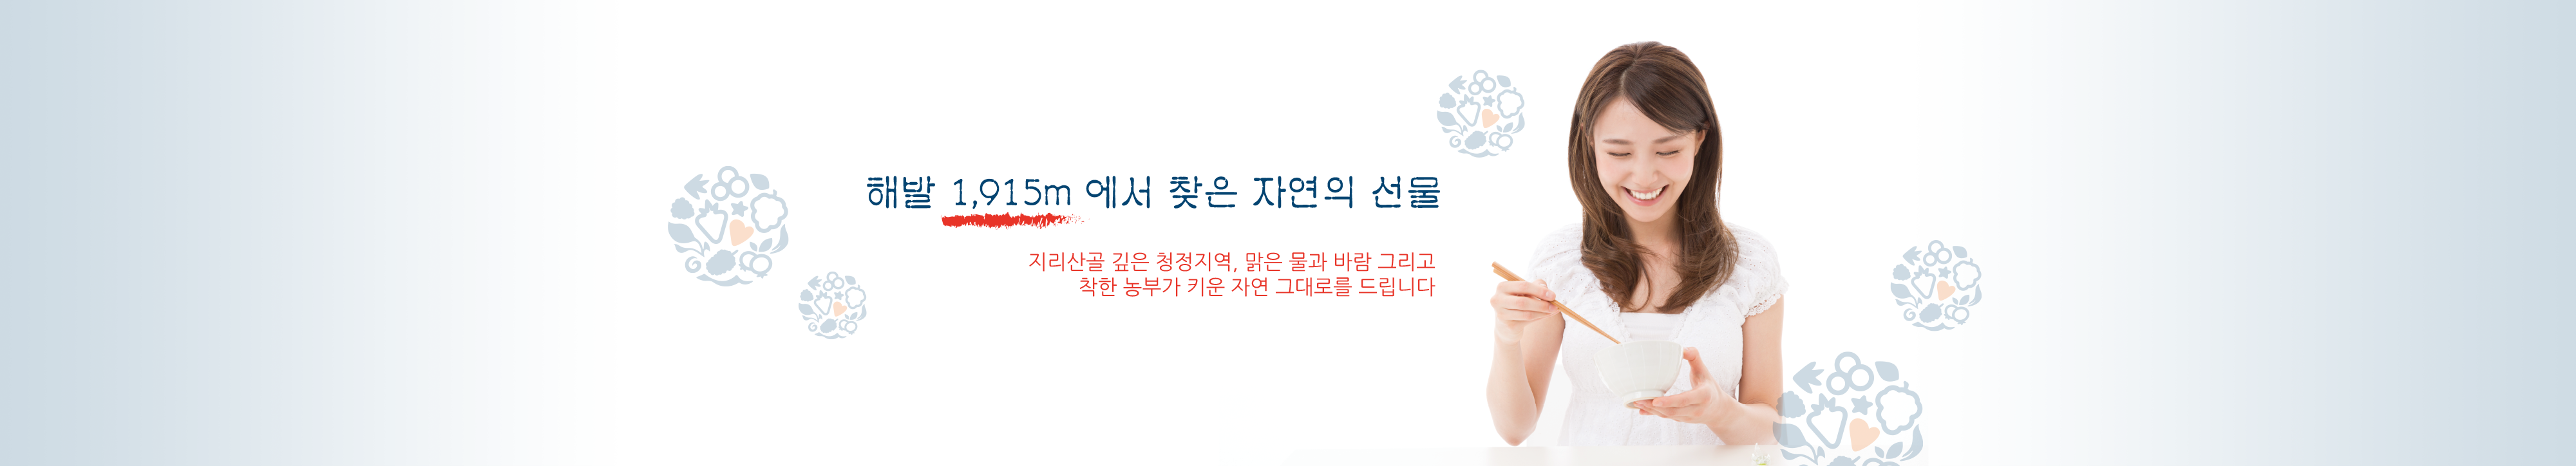 해발 1,915m 에서 찾은 자연의 선물
지리산골 깊은 청정지역, 맑은 물과 바람 그리고
착한 농부가 키운 자연 그대로를 드립니다